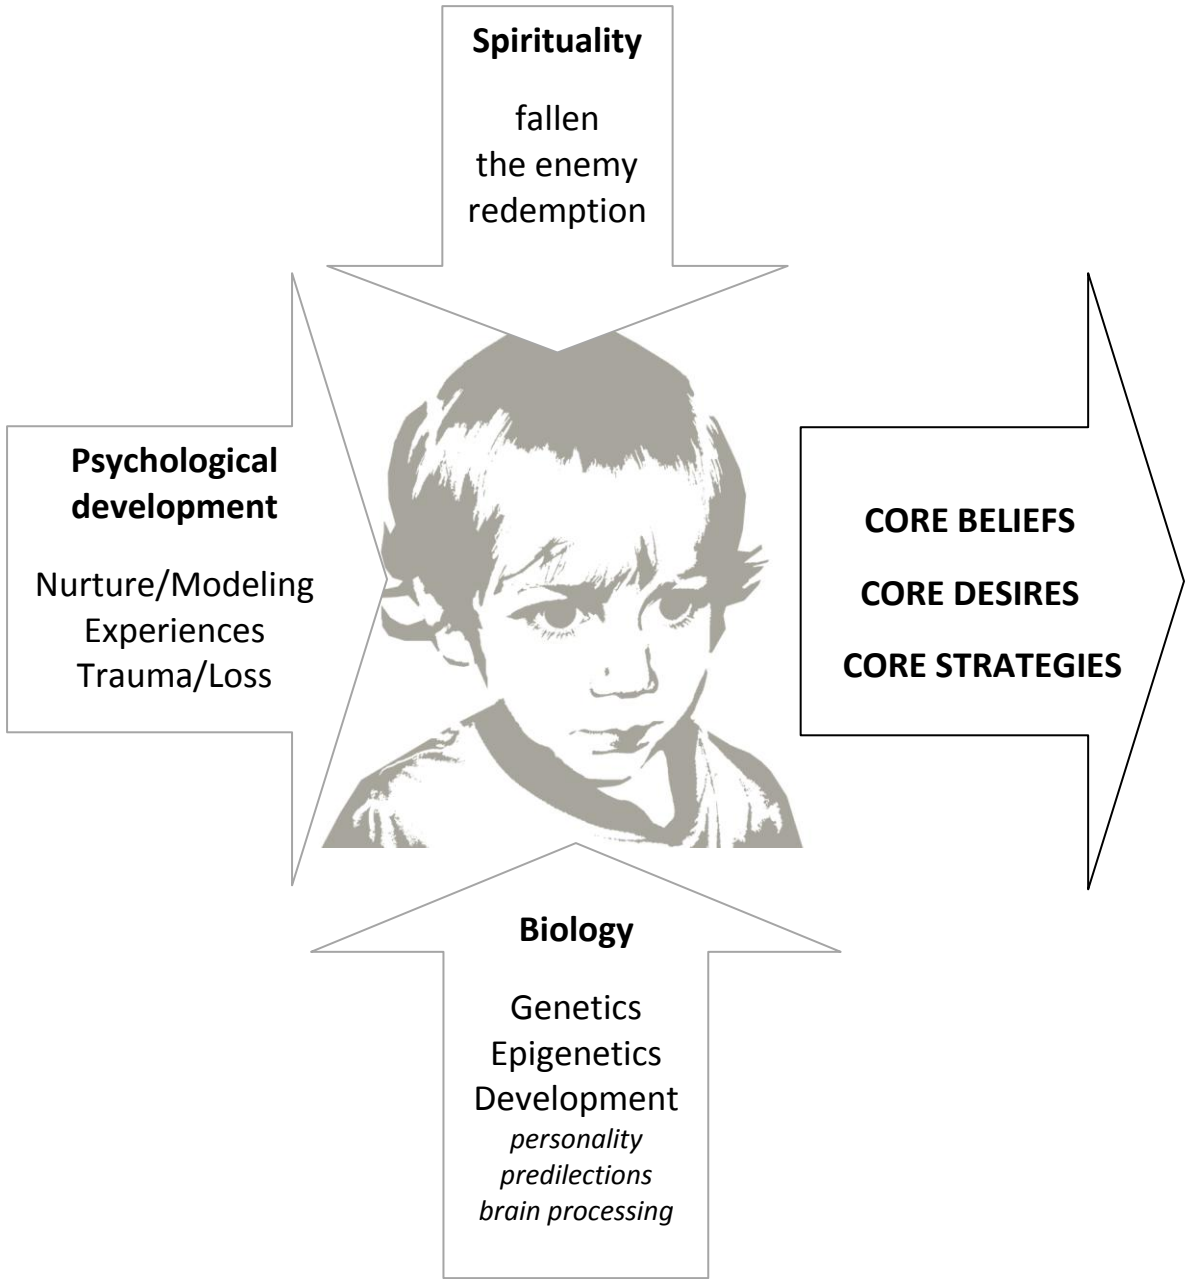 Spirituality
fallen
the enemy
redemption
Psychological
development
Nurture/Modeling
Experiences
Trauma/Loss
CORE BELIEFS
CORE DESIRES
CORE STRATEGIES
Biology
Genetics
Epigenetics
Development
personality
predilections
brain processing